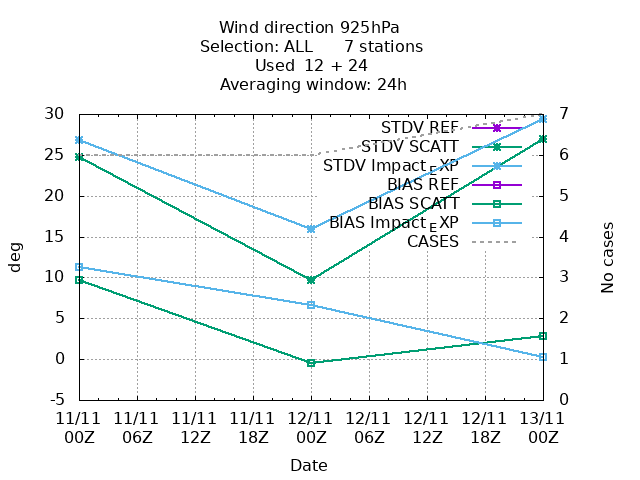 Wind direction 925hPa
Selection: ALL      7 stations
Used  12 + 24
Averaging window: 24h
30
25
20
15
10
5
0
-5
deg
7
6
5
4
3
2
1
0
No cases
STDV REF
STDV SCATT
STDV Impact_EXP
BIAS REF
BIAS SCATT
BIAS Impact_EXP
CASES
11/11 11/11 11/11 11/11 12/11 12/11 12/11 12/11 13/11
00Z 06Z 12Z 18Z 00Z 06Z 12Z 18Z 00Z
Date